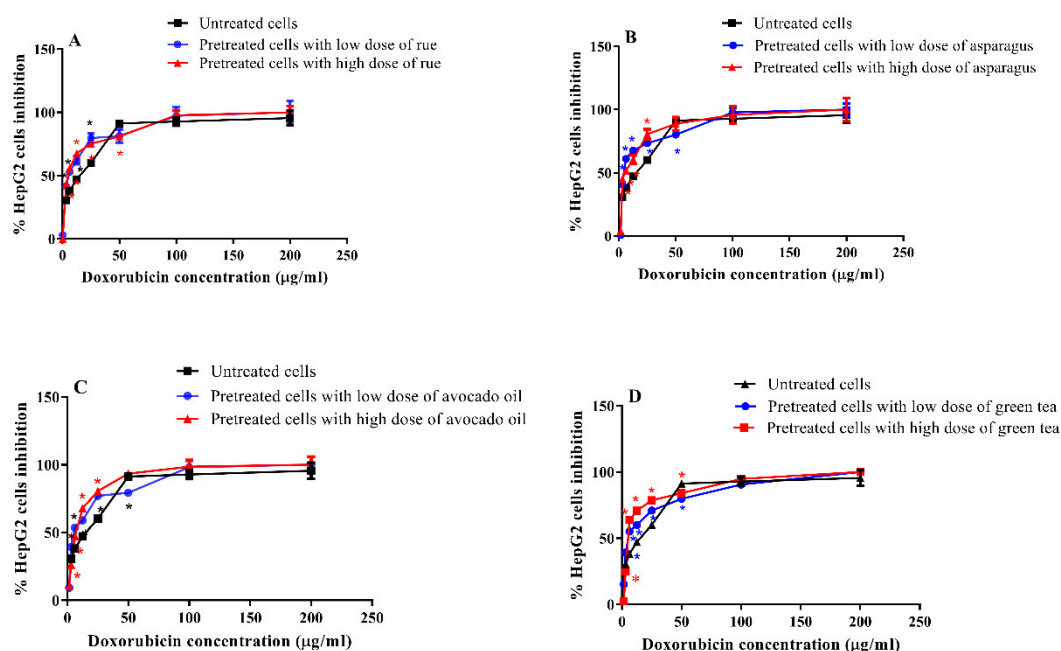 A
Untreated cells
Pretreated cells with low dose of rue
Pretreated cells with high dose of rue
% HepG2 cells inhibition
150
100
50
0
0 50 100 150 200 250
Doxorubicin concentration (µg/ml)
B
Untreated cells
Pretreated cells with low dose of asparagus
Pretreated cells with high dose of asparagus
% HepG2 cells inhibition
150
100
50
0
0 50 100 150 200 250
Doxorubicin concentration (µg/ml)
C
Untreated cells
Pretreated cells with low dose of avocado oil
Pretreated cells with high dose of avocado oil
% HepG2 cells inhibition
150
100
50
0
0 50 100 150 200 250
Doxorubicin concentration (µg/ml)
D
Untreated cells
Pretreated cells with low dose of green tea
Pretreated cells with high dose of green tea
% HepG2 cells inhibition
150
100
50
0
0 50 100 150 200 250
Doxorubicin concentration (µg/ml)